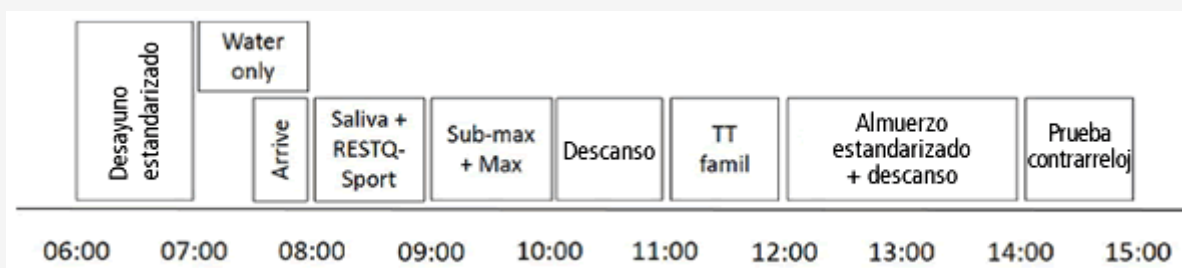 Desayuno
estandarizado
Water
only
Arrive
Saliva +
RESTQ-
Sport
Sub-max
+ Max
Descanso
TT
famil
Almuerzo
estandarizado
+ descanso
Prueba
contrarreloj
06:00 07:00 08:00 09:00 10:00 11:00 12:00 13:00 14:00 15:00